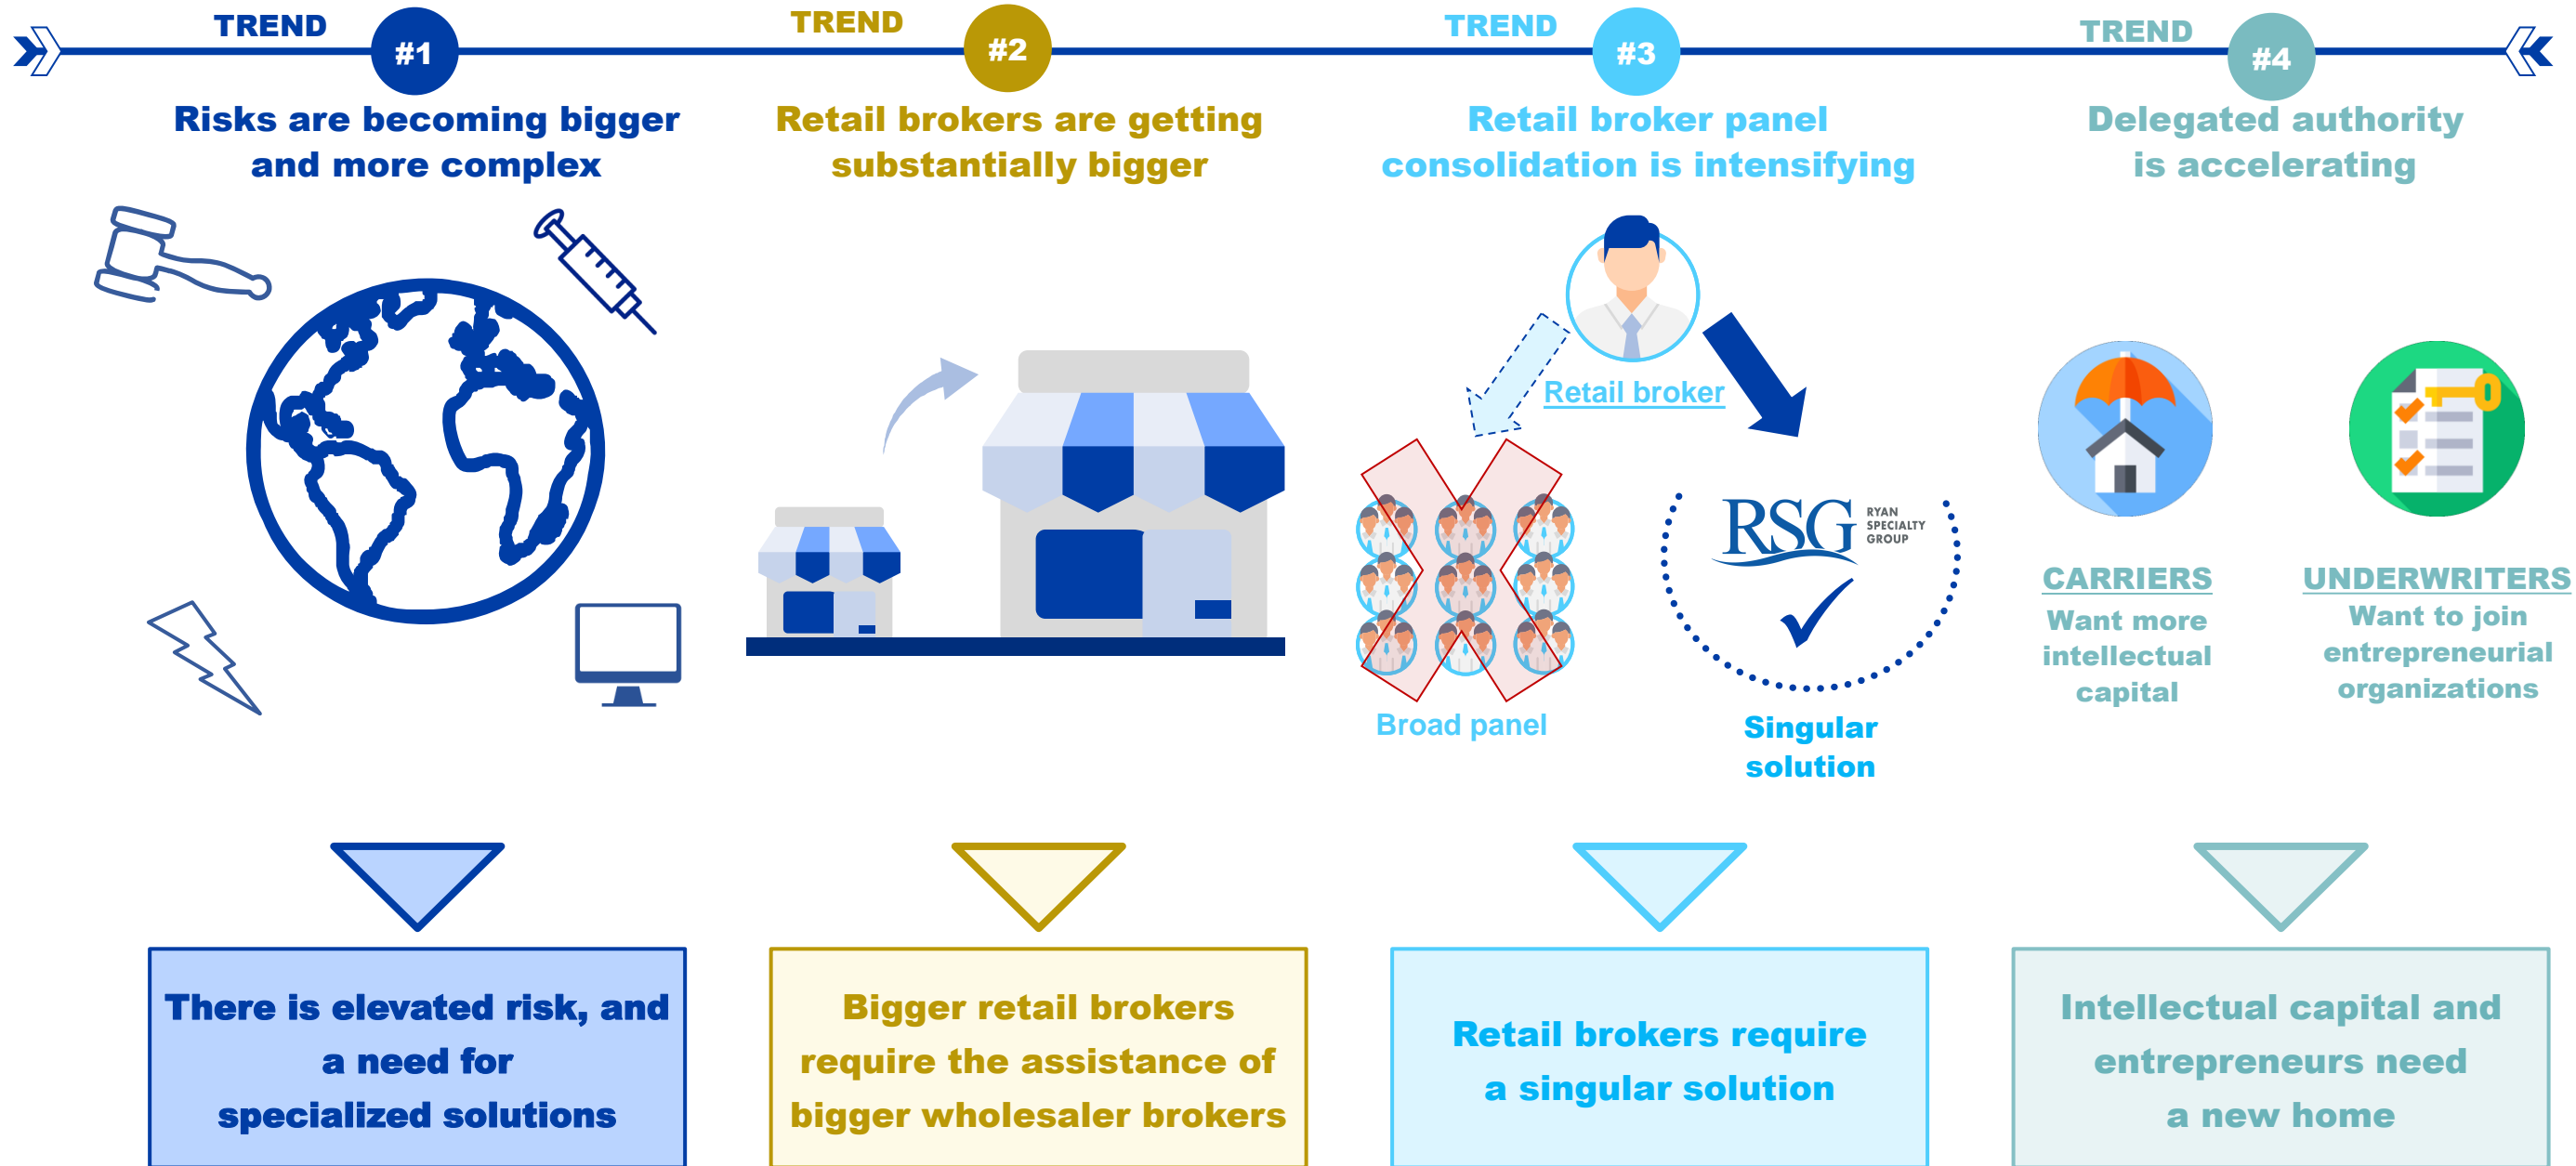 TREND #1
Risks are becoming bigger
and more complex
There is elevated risk, and
a need for
specialized solutions
TREND #2
Retail brokers are getting
substantially bigger
Bigger retail brokers
require the assistance of
bigger wholesaler brokers
TREND #3
Retail broker panel
consolidation is intensifying
Retail broker
Broad panel
RSG
RYAN
SPECIALTY
GROUP
Singular
solution
Retail brokers require
a singular solution
TREND #4
Delegated authority
is accelerating
CARRIERS
Want more
intellectual
capital
UNDERWRITERS
Want to join
entrepreneurial
organizations
Intellectual capital and
entrepreneurs need
a new home